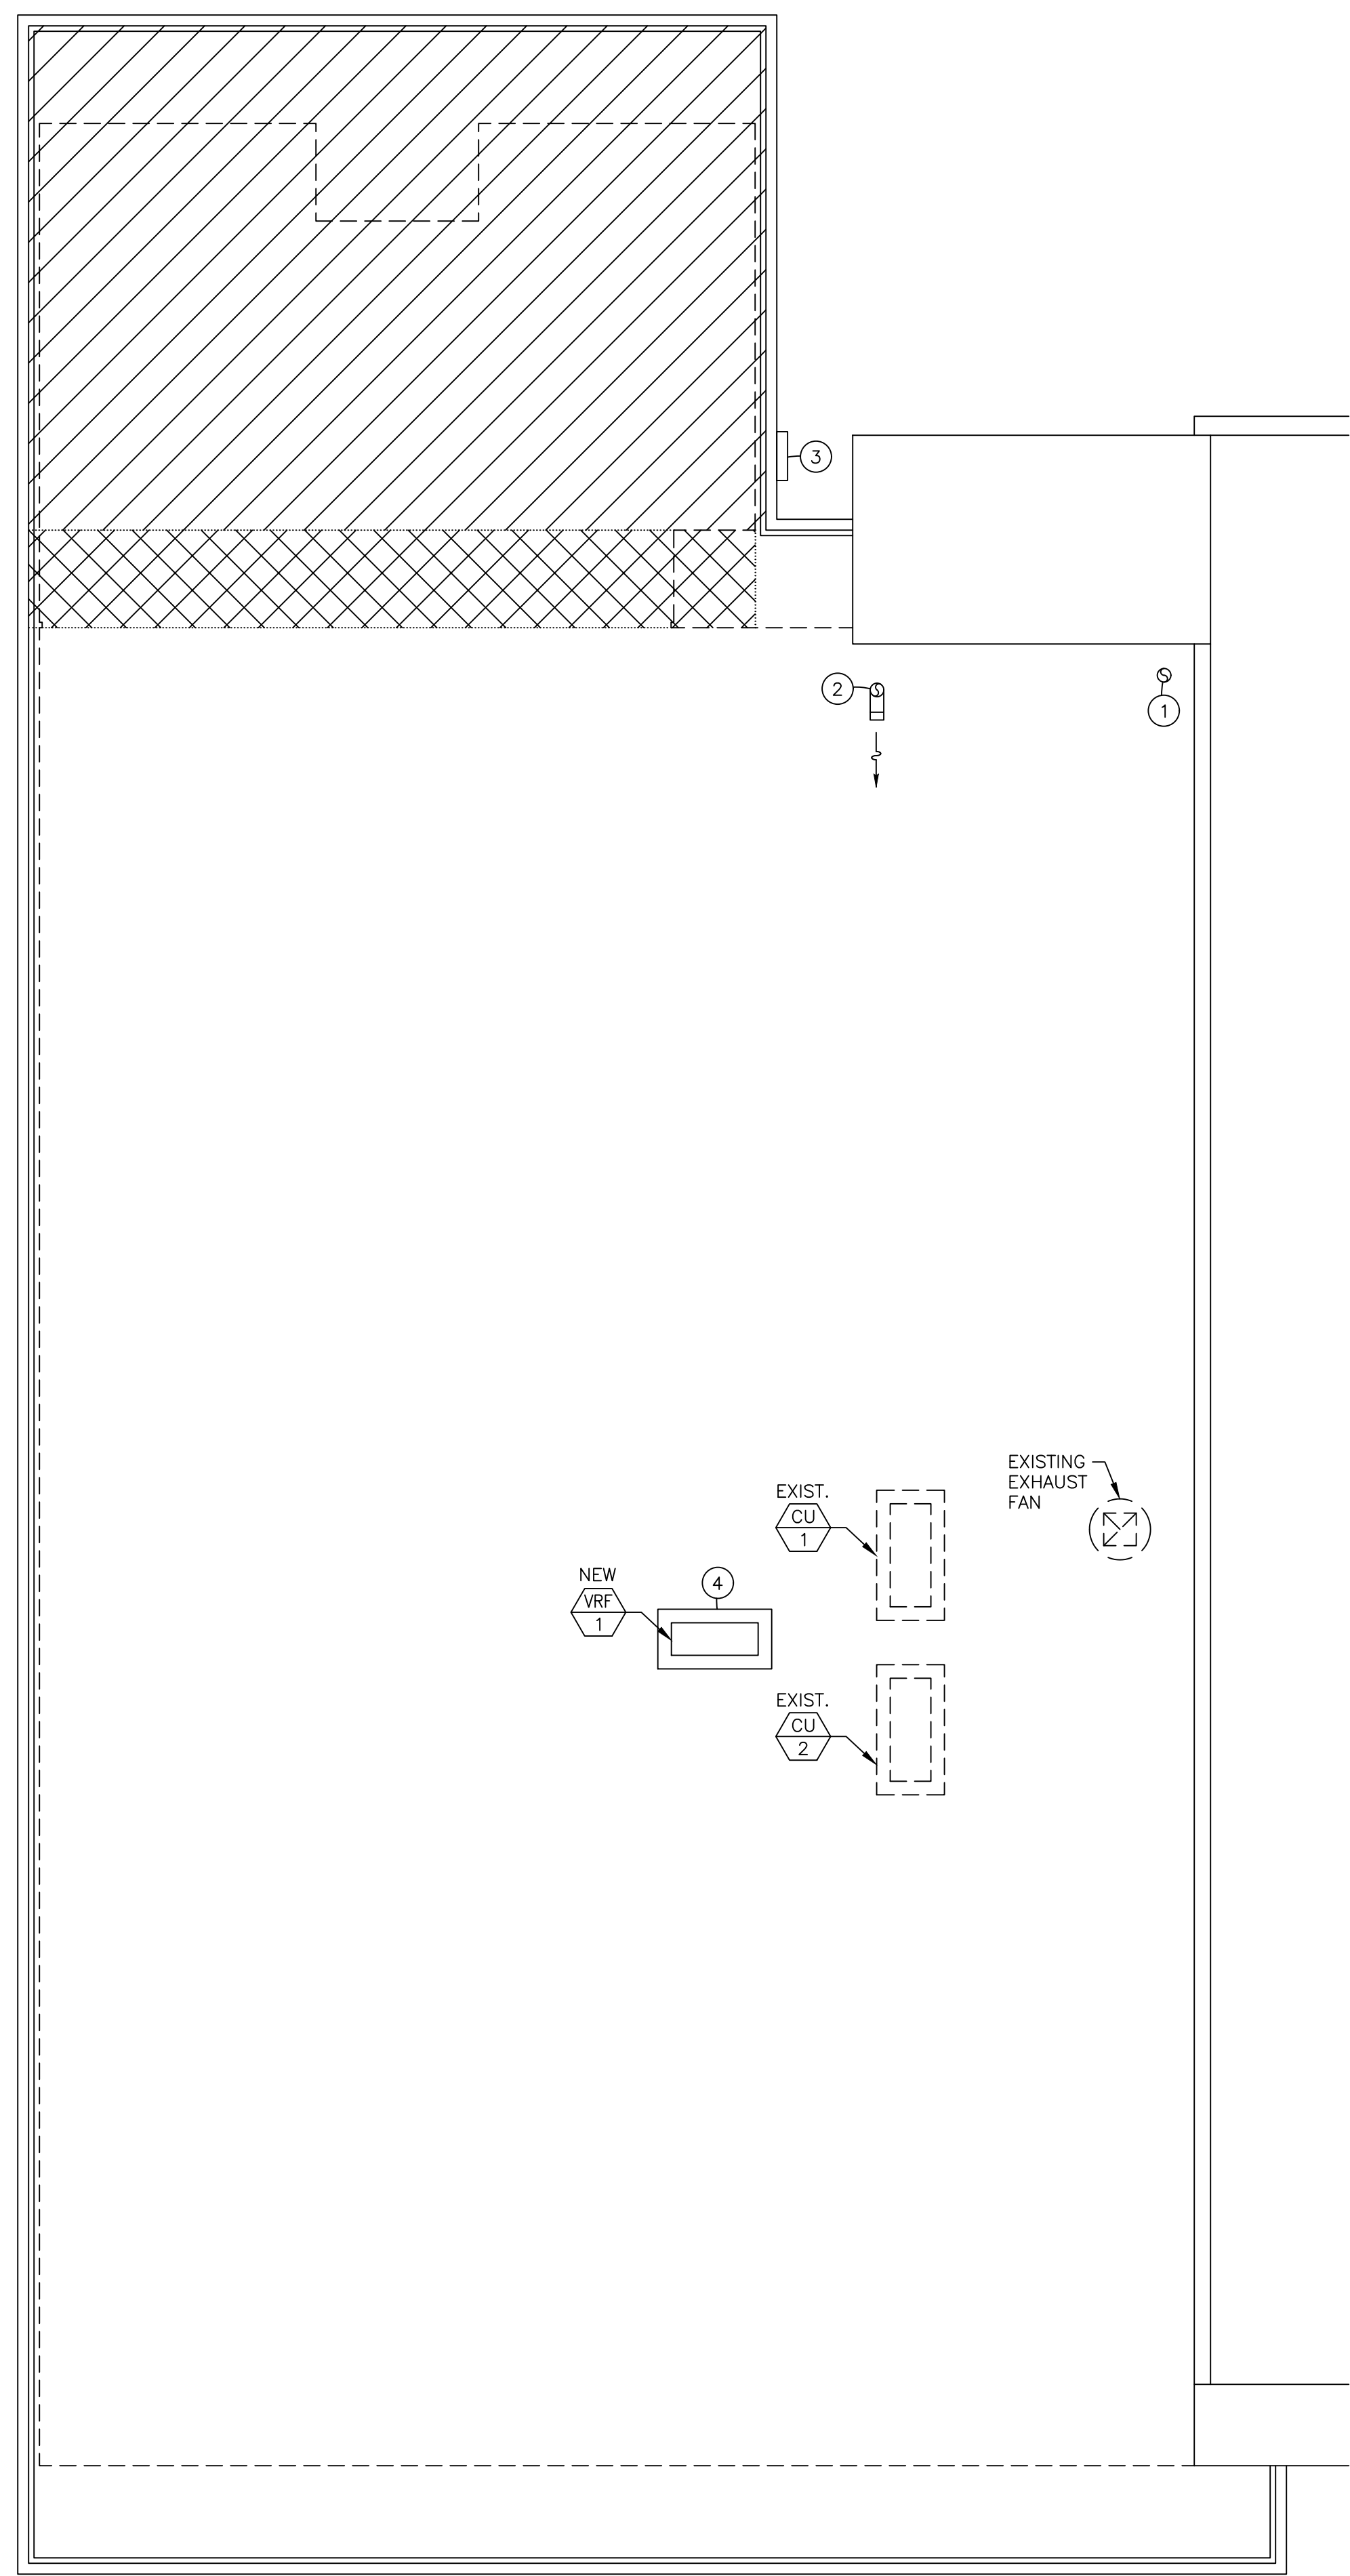 3
2
1
EXISTING
EXHAUST
FAN
EXIST.
CU
1
NEW
VRF
1
4
EXIST.
CU
2